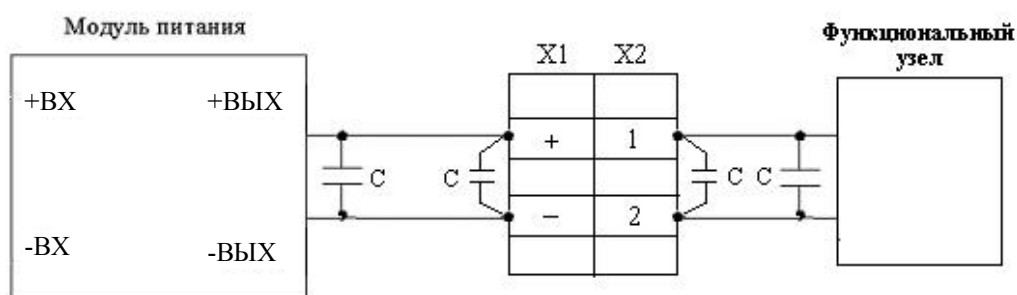 Модуль питания
Функциональный
узел
X1 X2
+ВХ +ВЫХ
+ 1
C C C C
− 2
-ВХ -ВЫХ